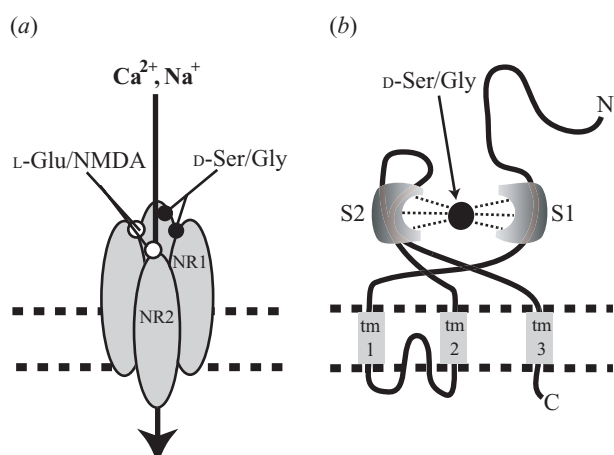 (a)
Ca²⁺, Na⁺
L-Glu/NMDA
D-Ser/Gly
NR1
NR2
(b)
D-Ser/Gly
N
S2
S1
tm
1
tm
2
tm
3
C